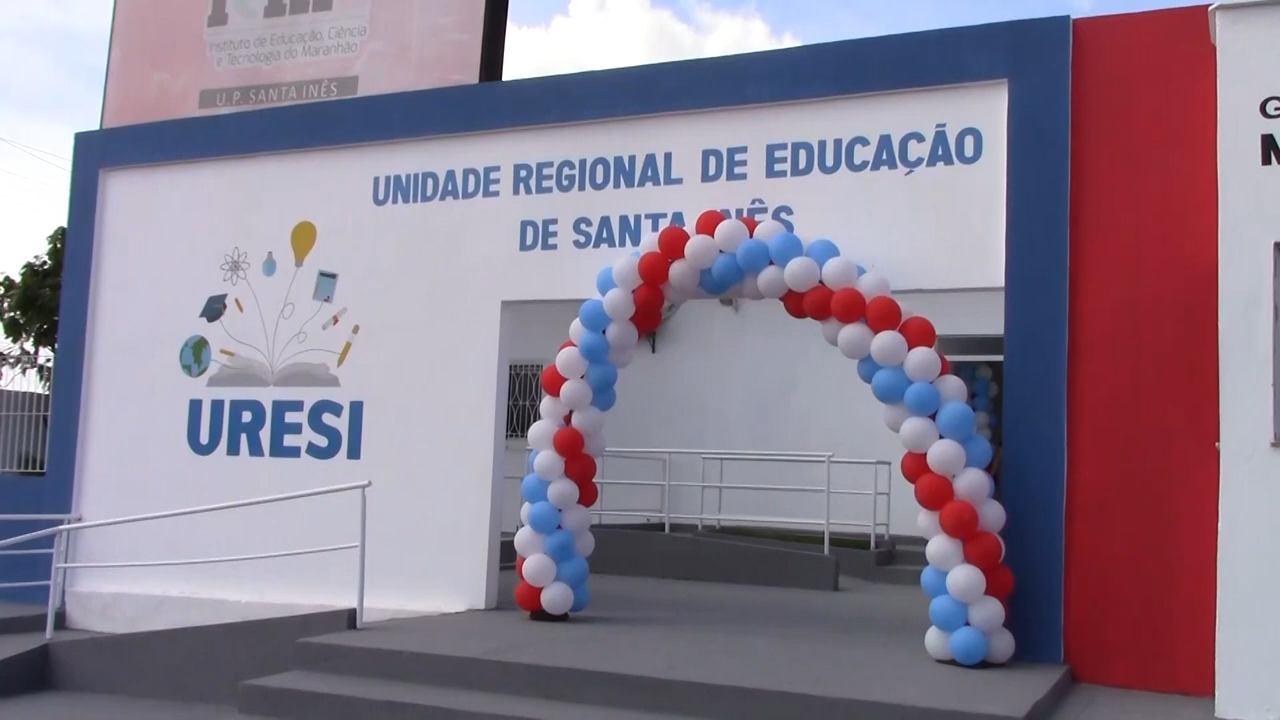 Instituto de Educação, Ciência
e Tecnologia do Maranhão
U.P. SANTA INÊS
UNIDADE REGIONAL DE EDUCAÇÃO
DE SANTA INÊS
URESI